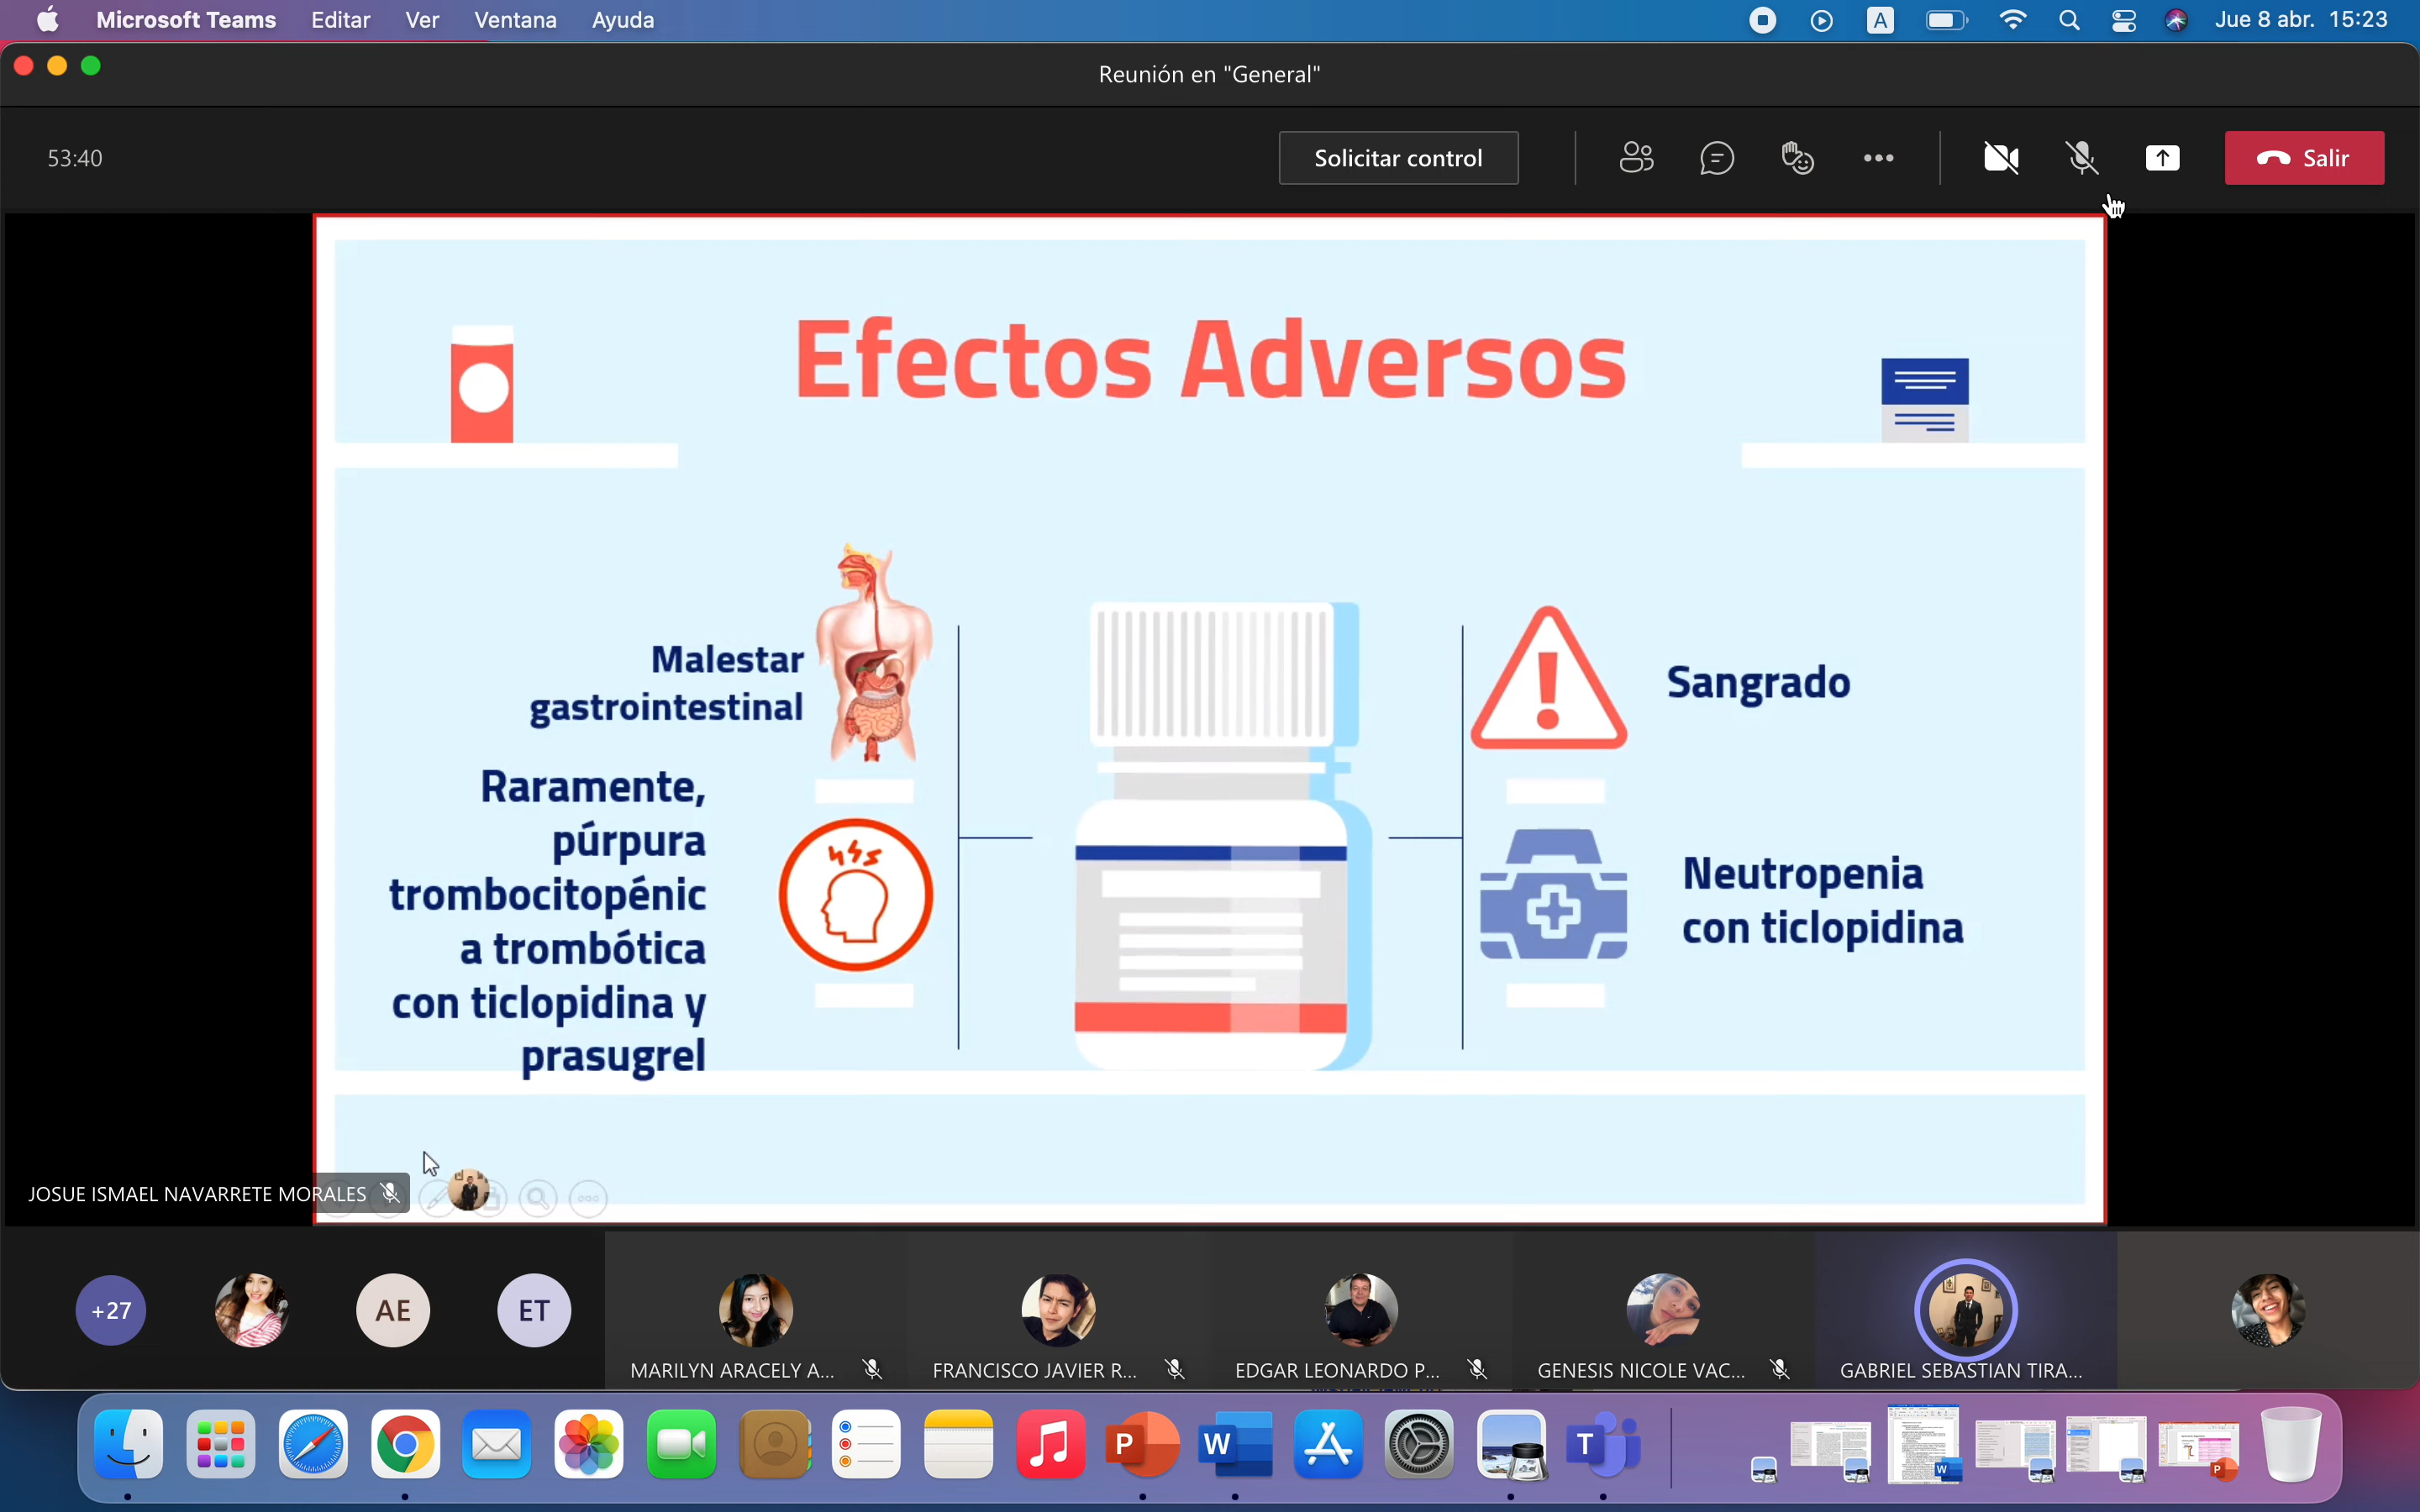 Microsoft Teams Editar Ver Ventana Ayuda A Jue 8 abr. 15:23
Reunión en "General"
53:40 Solicitar control Salir
Efectos Adversos
Malestar
gastrointestinal
Raramente,
púrpura
trombocitopénic
a trombótica
con ticlopidina y
prasugrel
Sangrado
Neutropenia
con ticlopidina
JOSUE ISMAEL NAVARRETE MORALES
+27 AE ET
MARILYN ARACELY A... FRANCISCO JAVIER R... EDGAR LEONARDO P... GENESIS NICOLE VAC... GABRIEL SEBASTIAN TIRA...
P W T W P